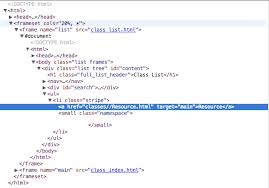 <!DOCTYPE html>
▼<html>
▶<head>…</head>
▼<frameset cols="20%, *">
▼<frame name="list" src="class_list.html">
▼#document
<!DOCTYPE html>
▼<html>
▶<head>…</head>
▼<body class="list frames">
▼<div class="list tree" id="content">
<h1 class="full_list_header">Class List</h1>
▶<nav>…</nav>
▶<div id="search">…</div>
▼<ul>
▼<li class="stripe">
<a href="classes//Resource.html" target="main">Resource</a>
<small class="namespace">
</small>
</li>
</ul>
</div>
</body>
</html>
</frame>
▶<frame name="main" src="class_index.html">…</frame>
</frameset>
</html>